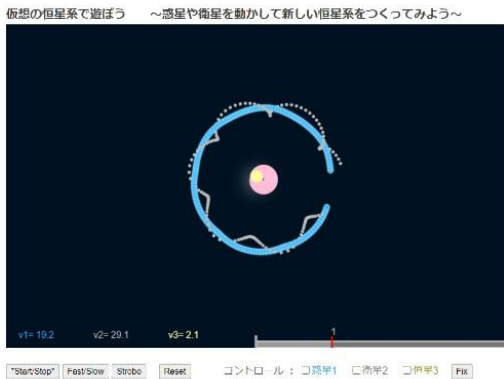 仮想の恒星系で遊ぼう　～惑星や衛星を動かして新しい恒星系をつくってみよう～
1
v1= 19.2 v2= 29.1 v3= 2.1
"Start/Stop" Fast/Slow Strobo Reset コントロール : 惑星1 衛星2 恒星3 Fix